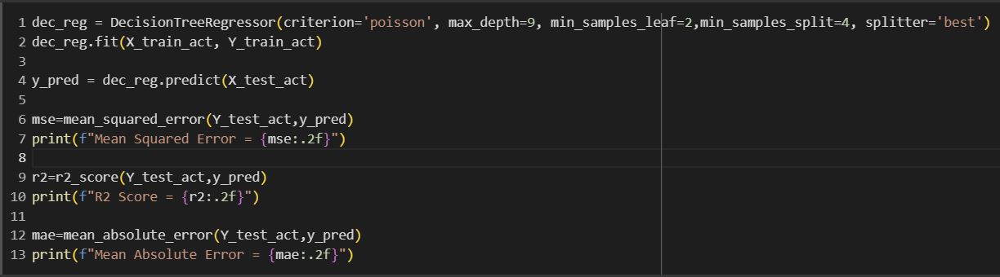 1 dec_reg = DecisionTreeRegressor(criterion='poisson', max_depth=9, min_samples_leaf=2,min_samples_split=4, splitter='best')
2 dec_reg.fit(X_train_act, Y_train_act)
3
4 y_pred = dec_reg.predict(X_test_act)
5
6 mse=mean_squared_error(Y_test_act,y_pred)
7 print(f"Mean Squared Error = {mse:.2f}")
8
9 r2=r2_score(Y_test_act,y_pred)
10 print(f"R2 Score = {r2:.2f}")
11
12 mae=mean_absolute_error(Y_test_act,y_pred)
13 print(f"Mean Absolute Error = {mae:.2f}")